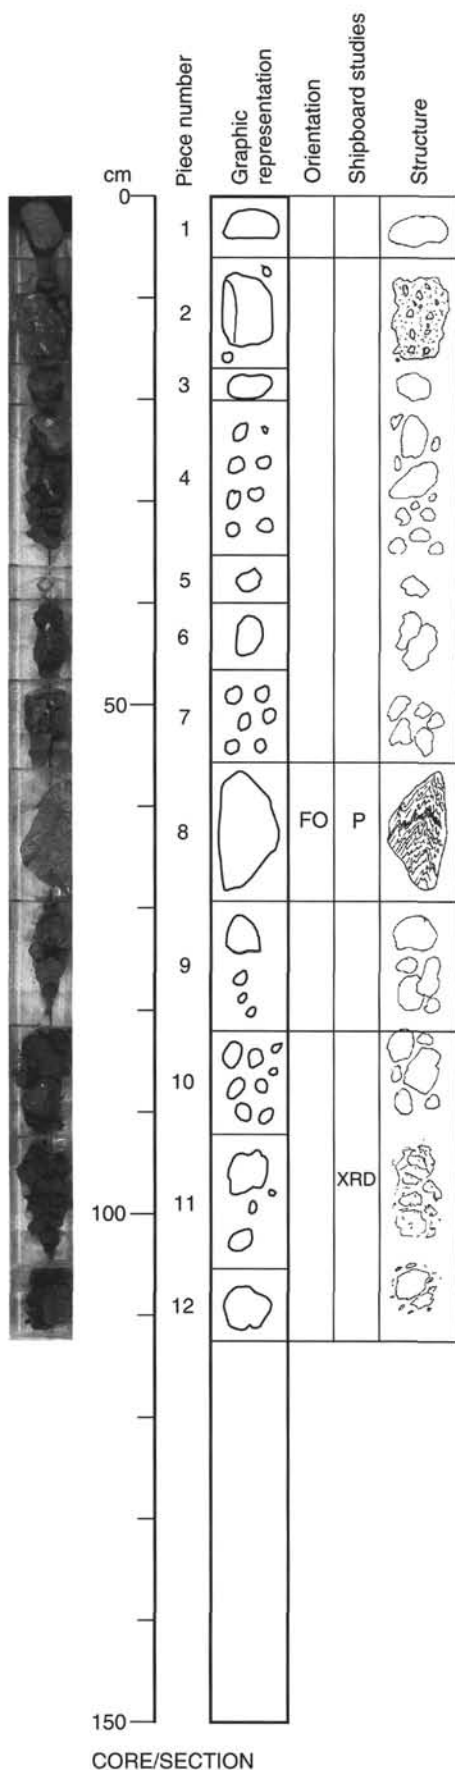 cm
Piece number
Graphic
representation
Orientation
Shipboard studies
Structure
0
1
2
3
4
5
6
50
7
8
FO
P
9
10
XRD
11
100
12
150
CORE/SECTION